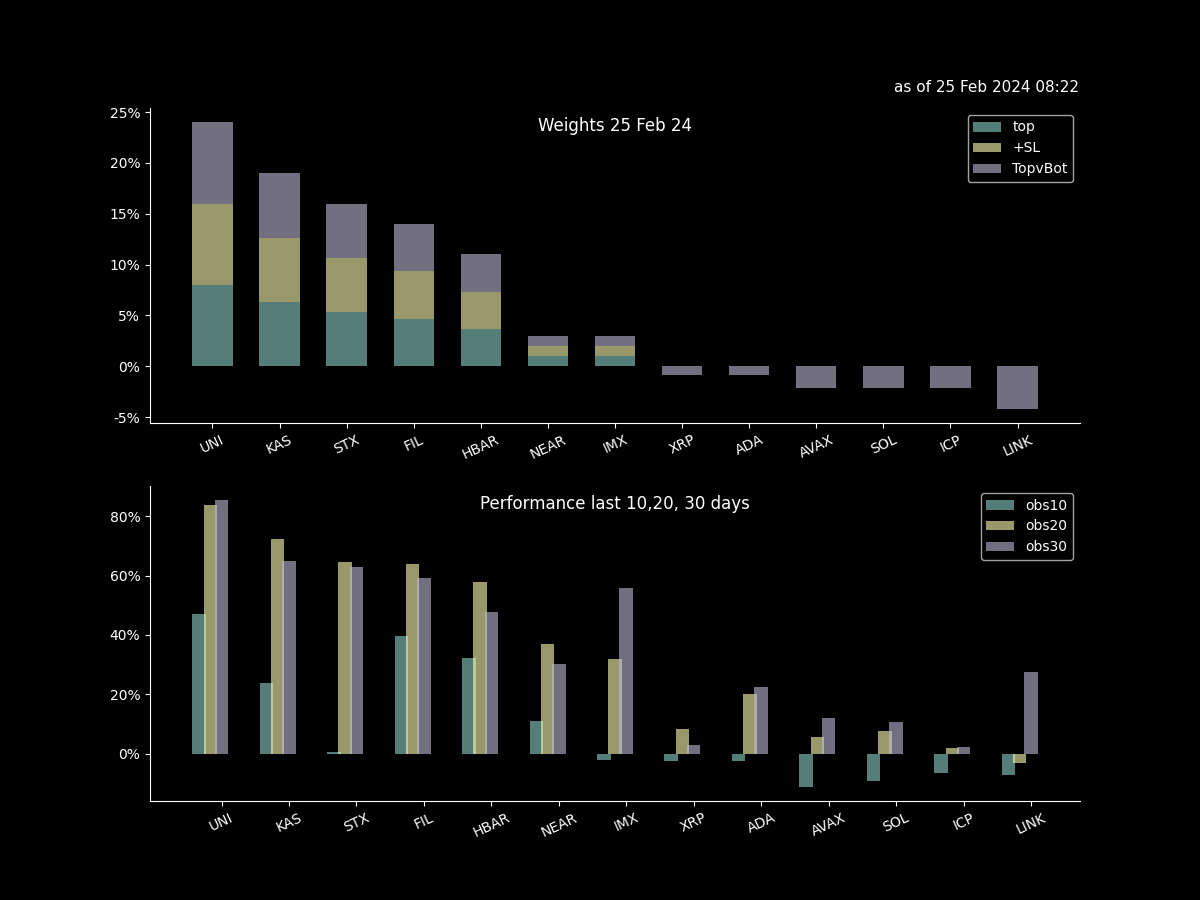 as of 25 Feb 2024 08:22
Weights 25 Feb 24
top
+SL
TopvBot
25%
20%
15%
10%
5%
0%
-5%
UNI KAS STX FIL HBAR NEAR IMX XRP ADA AVAX SOL ICP LINK
Performance last 10,20, 30 days
obs10
obs20
obs30
80%
60%
40%
20%
0%
UNI KAS STX FIL HBAR NEAR IMX XRP ADA AVAX SOL ICP LINK